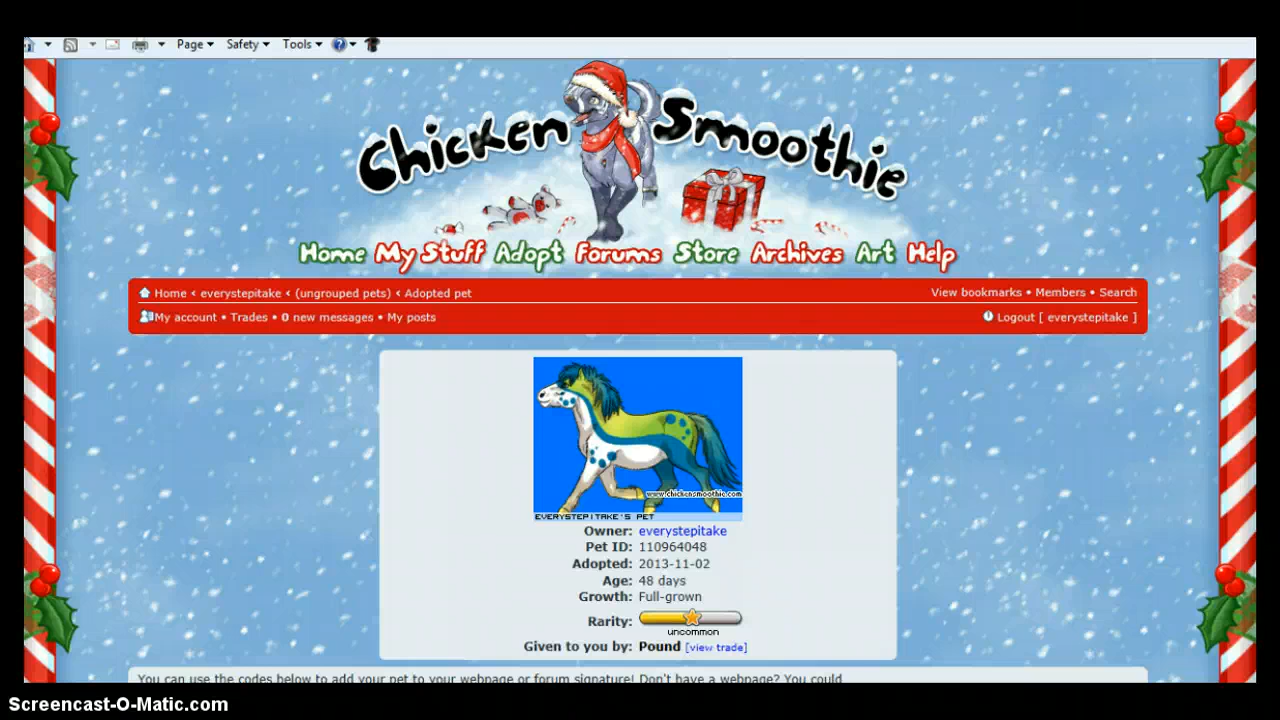 Page Safety Tools
Chicken Smoothie
Home My Stuff Adopt Forums Store Archives Art Help
Home ‹ everystepitake ‹ (ungrouped pets) ‹ Adopted pet
View bookmarks • Members • Search
My account • Trades • 0 new messages • My posts
Logout [ everystepitake ]
www.chickensmoothie.com
EVERYSTEPITAKE'S PET
Owner: everystepitake
Pet ID: 110964048
Adopted: 2013-11-02
Age: 48 days
Growth: Full-grown
Rarity:
uncommon
Given to you by: Pound [view trade]
You can use the codes below to add your pet to your webpage or forum signature! Don't have a webpage? You could
Screencast-O-Matic.com